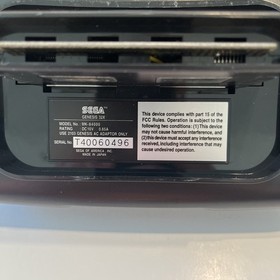 SEGA
GENESIS 32X
MODEL No. MK-84000
RATING DC10V 0.85A
USE 2103 GENESIS AC ADAPTOR ONLY
SERIAL No. T40060496
SEGA OF AMERICA, INC.
MADE IN JAPAN
This device complies with part 15 of the
FCC Rules. Operation is subject to the
following two conditions: (1)This device
may not cause harmful interference, and
(2)This device must accept any interference
received, including interference that may
cause undesired operation.